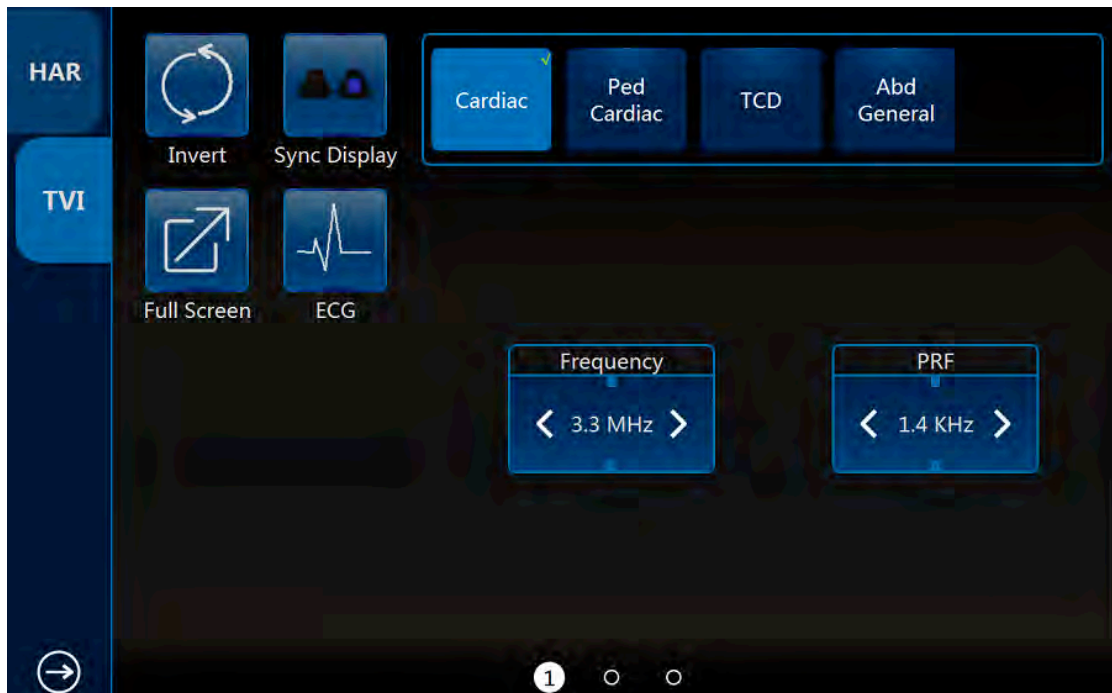 HAR
TVI
Invert
Sync Display
Full Screen
ECG
Cardiac
Ped
Cardiac
TCD
Abd
General
Frequency
3.3 MHz
PRF
1.4 KHz
1